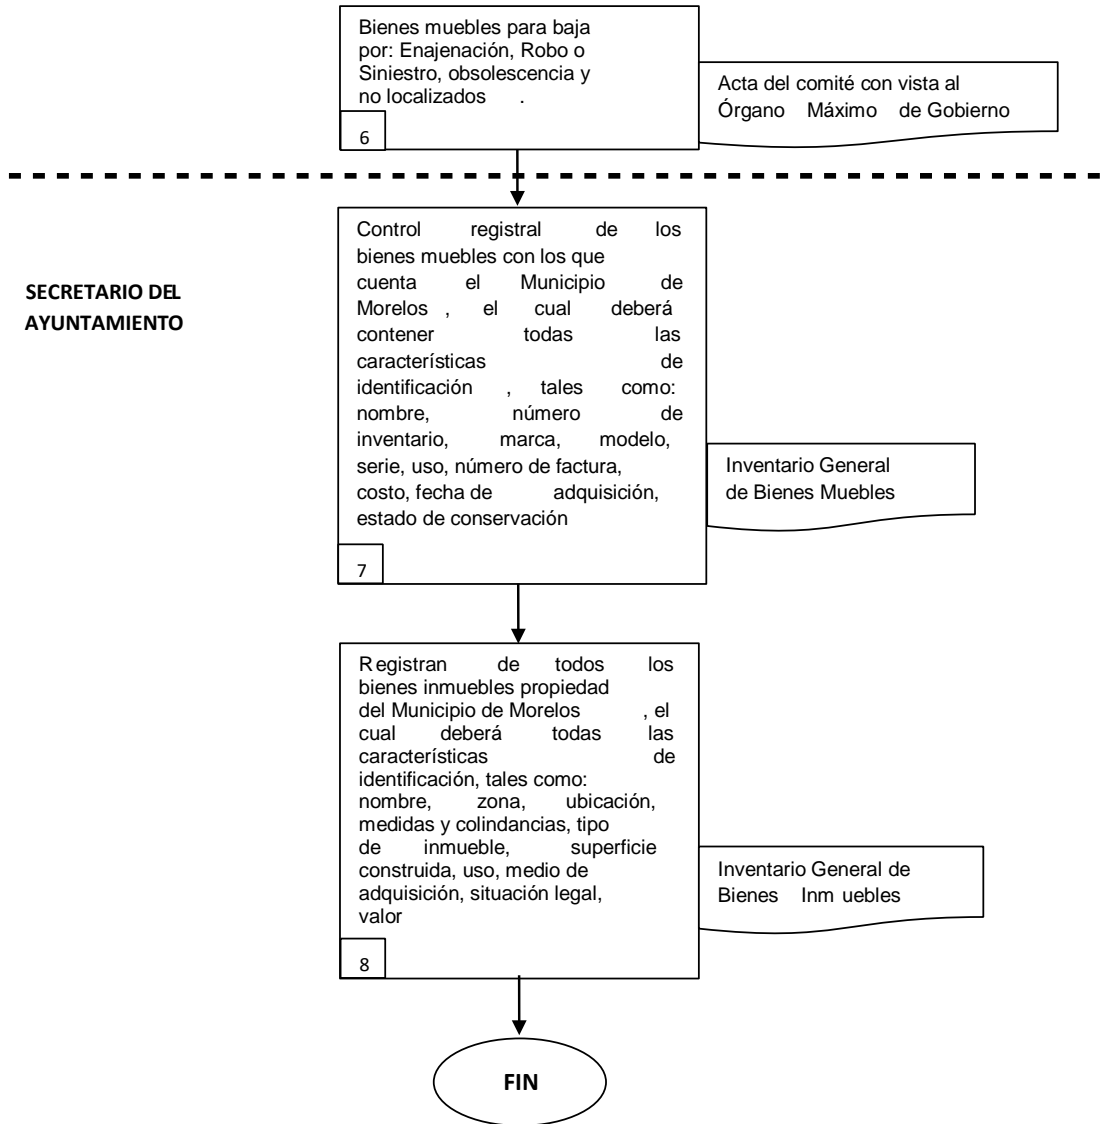 Bienes muebles para baja
por: Enajenación, Robo o
Siniestro, obsolescencia y
no localizados .
6
Acta del comité con vista al
Órgano Máximo de Gobierno
SECRETARIO DEL
AYUNTAMIENTO
Control registral de los
bienes muebles con los que
cuenta el Municipio de
Morelos , el cual deberá
contener todas las
características de
identificación , tales como:
nombre, número de
inventario, marca, modelo,
serie, uso, número de factura,
costo, fecha de adquisición,
estado de conservación
7
Inventario General
de Bienes Muebles
Registran de todos los
bienes inmuebles propiedad
del Municipio de Morelos , el
cual deberá todas las
características de
identificación, tales como:
nombre, zona, ubicación,
medidas y colindancias, tipo
de inmueble, superficie
construida, uso, medio de
adquisición, situación legal,
valor
8
Inventario General de
Bienes Inm uebles
FIN